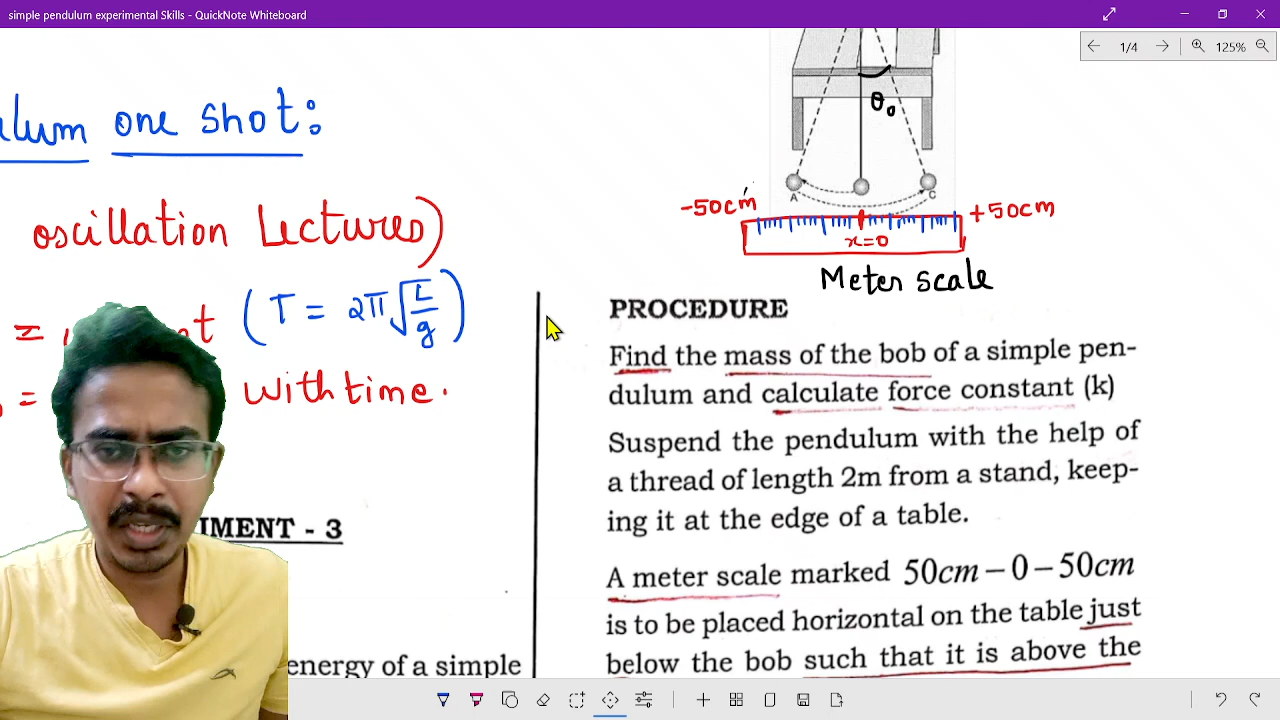 simple pendulum experimental Skills - QuickNote Whiteboard
1/4
125%
one shot:
oscillation Lectures)
= (T = 2π√L/g)
= with time.
IMENT - 3
energy of a simple
θ₀
A
C
-50cm
+50cm
x=0
Meter scale
PROCEDURE
Find the mass of the bob of a simple pen-
dulum and calculate force constant (k)
Suspend the pendulum with the help of
a thread of length 2m from a stand, keep-
ing it at the edge of a table.
A meter scale marked 50cm – 0 – 50cm
is to be placed horizontal on the table just
below the bob such that it is above the